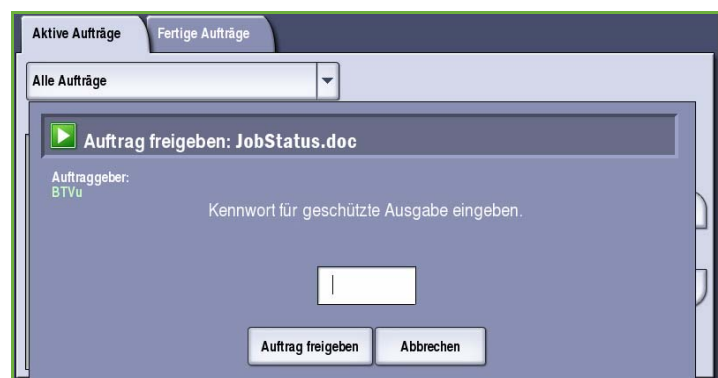 Aktive Aufträge
Fertige Aufträge
Alle Aufträge
Auftrag freigeben: JobStatus.doc
Auftraggeber:
BTVu
Kennwort für geschützte Ausgabe eingeben.
Auftrag freigeben
Abbrechen